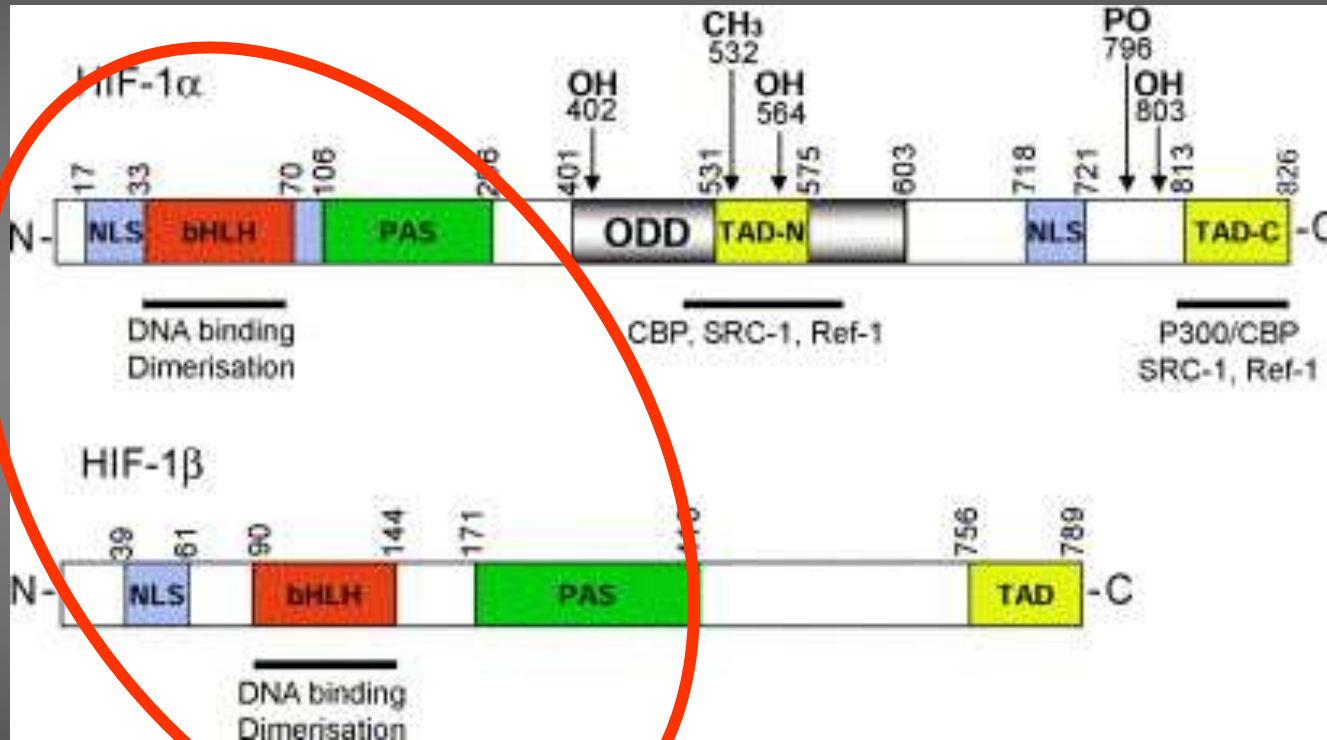 HIF-1α
CH₃
532
OH
402
OH
564
PO
796
OH
803
17 33 70 106 401 531 575 603 718 721 813 826
N- NLS bHLH PAS ODD TAD-N NLS TAD-C -C
DNA binding
Dimerisation
CBP, SRC-1, Ref-1
P300/CBP
SRC-1, Ref-1
HIF-1β
39 61 90 144 171 756 789
N- NLS bHLH PAS TAD -C
DNA binding
Dimerisation